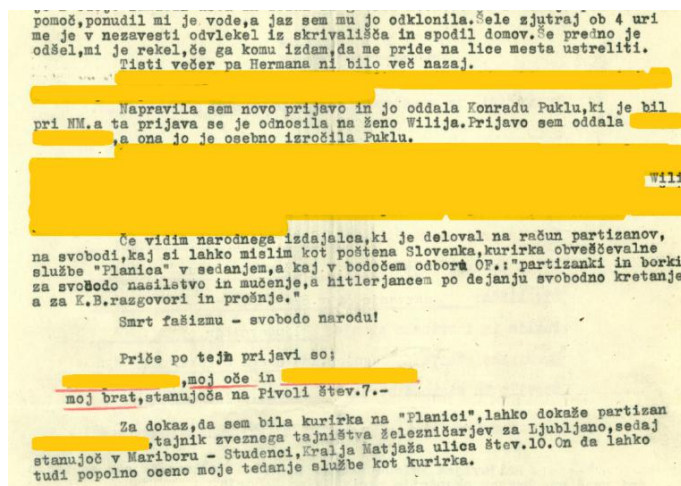 pomoč,ponudil mi je vode,a jaz sem mu jo odklonila.Šele zjutraj ob 4 uri
me je v nezavesti odvlekel iz skrivališča in spodil domov.Še predno je
odšel,mi je rekel,če ga komu izdam,da me pride na lice mesta ustreliti.
Tisti večer pa Hermana ni bilo več nazaj.
Napravila sem novo prijavo in jo oddala Konradu Puklu,ki je bil
pri NM.a ta prijava se je odnosila na ženo Wilija.Prijavo sem oddala
,a ona jo je osebno izročila Puklu.
Wili
Če vidim narodnega izdajalca,ki je deloval na račun partizanov,
na svobodi,kaj si lahko mislim kot poštena Slovenka,kurirka obveščevalne
službe "Planica" v sedanjem,a kaj v bodočem odboru OF.:"partizanki in borki
za svobodo nasilstvo in mučenje,a hitlerjancem po dejanju svobodno kretanje
a za K.B.razgovori in prošnje."
Smrt fašizmu - svobodo narodu!
Priče po tejh prijavi so:
,moj oče in
moj brat,stanujoča na Pivoli štev.7.-
Za dokaz,da sem bila kurirka na "Planici",lahko dokaže partizan
,tajnik zveznega tajništva železničarjev za Ljubljano,sedaj
stanujoč v Mariboru - Studenci,Kralja Matjaža ulica štev.10.On da lahko
tudi popolno oceno moje tedanje službe kot kurirka.